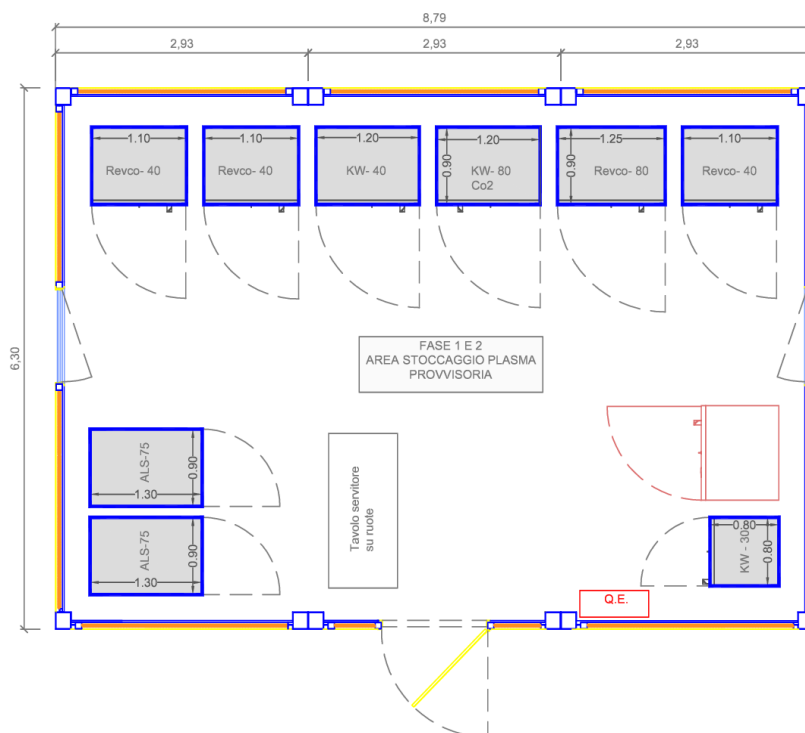 8,79
2,93
2,93
2,93
6,30
1.10
Revco- 40
1.10
Revco- 40
1.20
KW- 40
1.20
0.90
KW- 80
Co2
1.25
0.90
Revco- 80
1.10
Revco- 40
FASE 1 E 2
AREA STOCCAGGIO PLASMA
PROVVISORIA
ALS-75
0.90
1.30
ALS-75
0.90
1.30
Tavolo servitore
su ruote
0.80
KW - 30
0.80
Q.E.